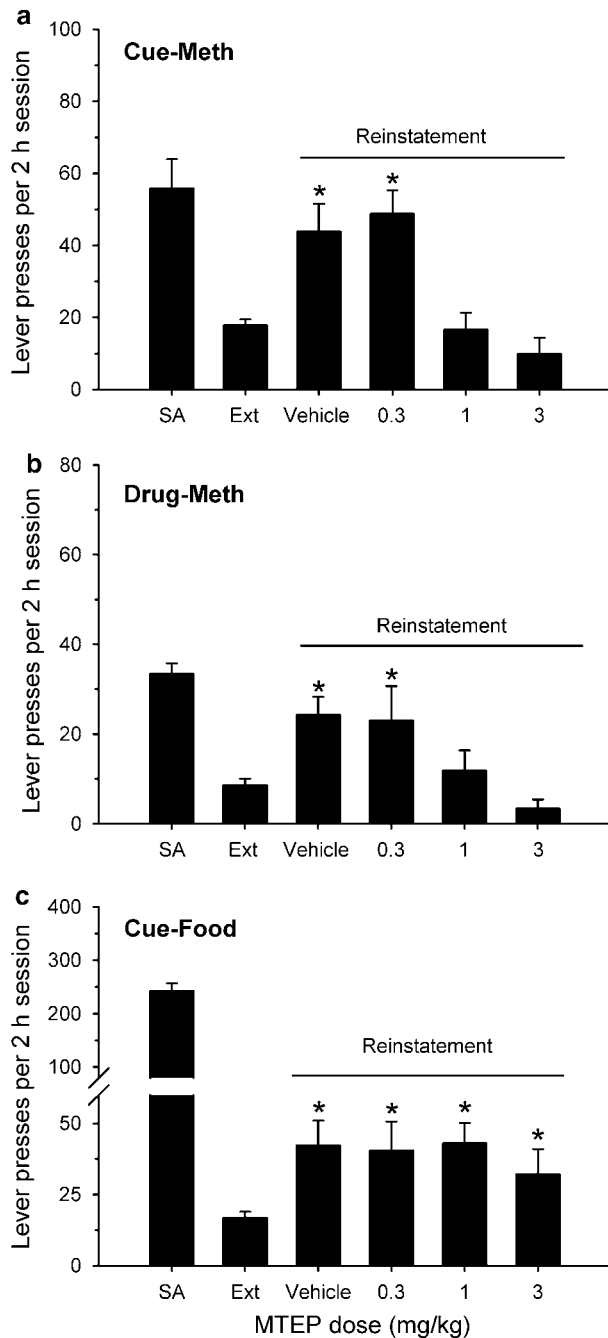 a
Cue-Meth
Reinstatement
Lever presses per 2 h session
100
80
60
40
20
0
* *
SA Ext Vehicle 0.3 1 3
b
Drug-Meth
Reinstatement
Lever presses per 2 h session
80
60
40
20
0
* *
SA Ext Vehicle 0.3 1 3
c
Cue-Food
Reinstatement
Lever presses per 2 h session
400
300
250
200
100
50
25
0
* * * *
SA Ext Vehicle 0.3 1 3
MTEP dose (mg/kg)